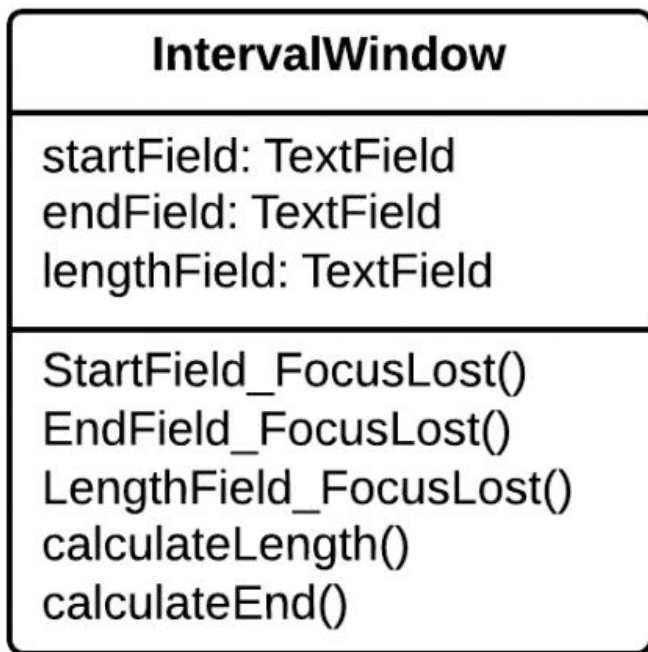 IntervalWindow
startField: TextField
endField: TextField
lengthField: TextField
StartField_FocusLost()
EndField_FocusLost()
LengthField_FocusLost()
calculateLength()
calculateEnd()